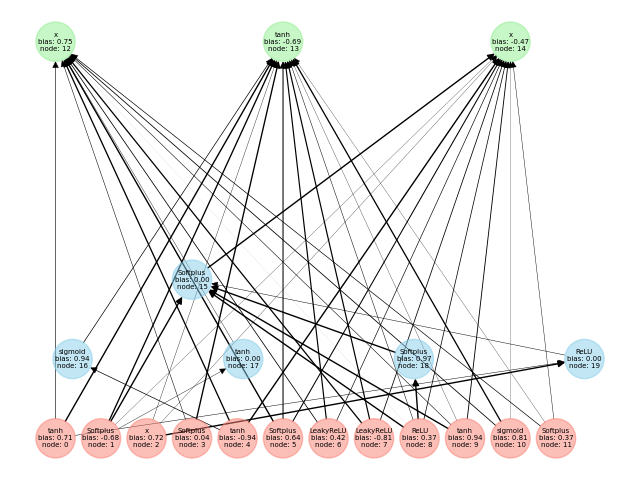 x
bias: 0.75
node: 12
tanh
bias: -0.69
node: 13
x
bias: -0.47
node: 14
Softplus
bias: 0.00
node: 15
sigmoid
bias: 0.94
node: 16
tanh
bias: 0.00
node: 17
Softplus
bias: 0.97
node: 18
ReLU
bias: 0.00
node: 19
tanh
bias: 0.71
node: 0
Softplus
bias: -0.68
node: 1
x
bias: 0.72
node: 2
Softplus
bias: 0.04
node: 3
tanh
bias: -0.94
node: 4
Softplus
bias: 0.64
node: 5
LeakyReLU
bias: 0.42
node: 6
LeakyReLU
bias: -0.81
node: 7
ReLU
bias: 0.37
node: 8
tanh
bias: 0.94
node: 9
sigmoid
bias: 0.81
node: 10
Softplus
bias: 0.37
node: 11